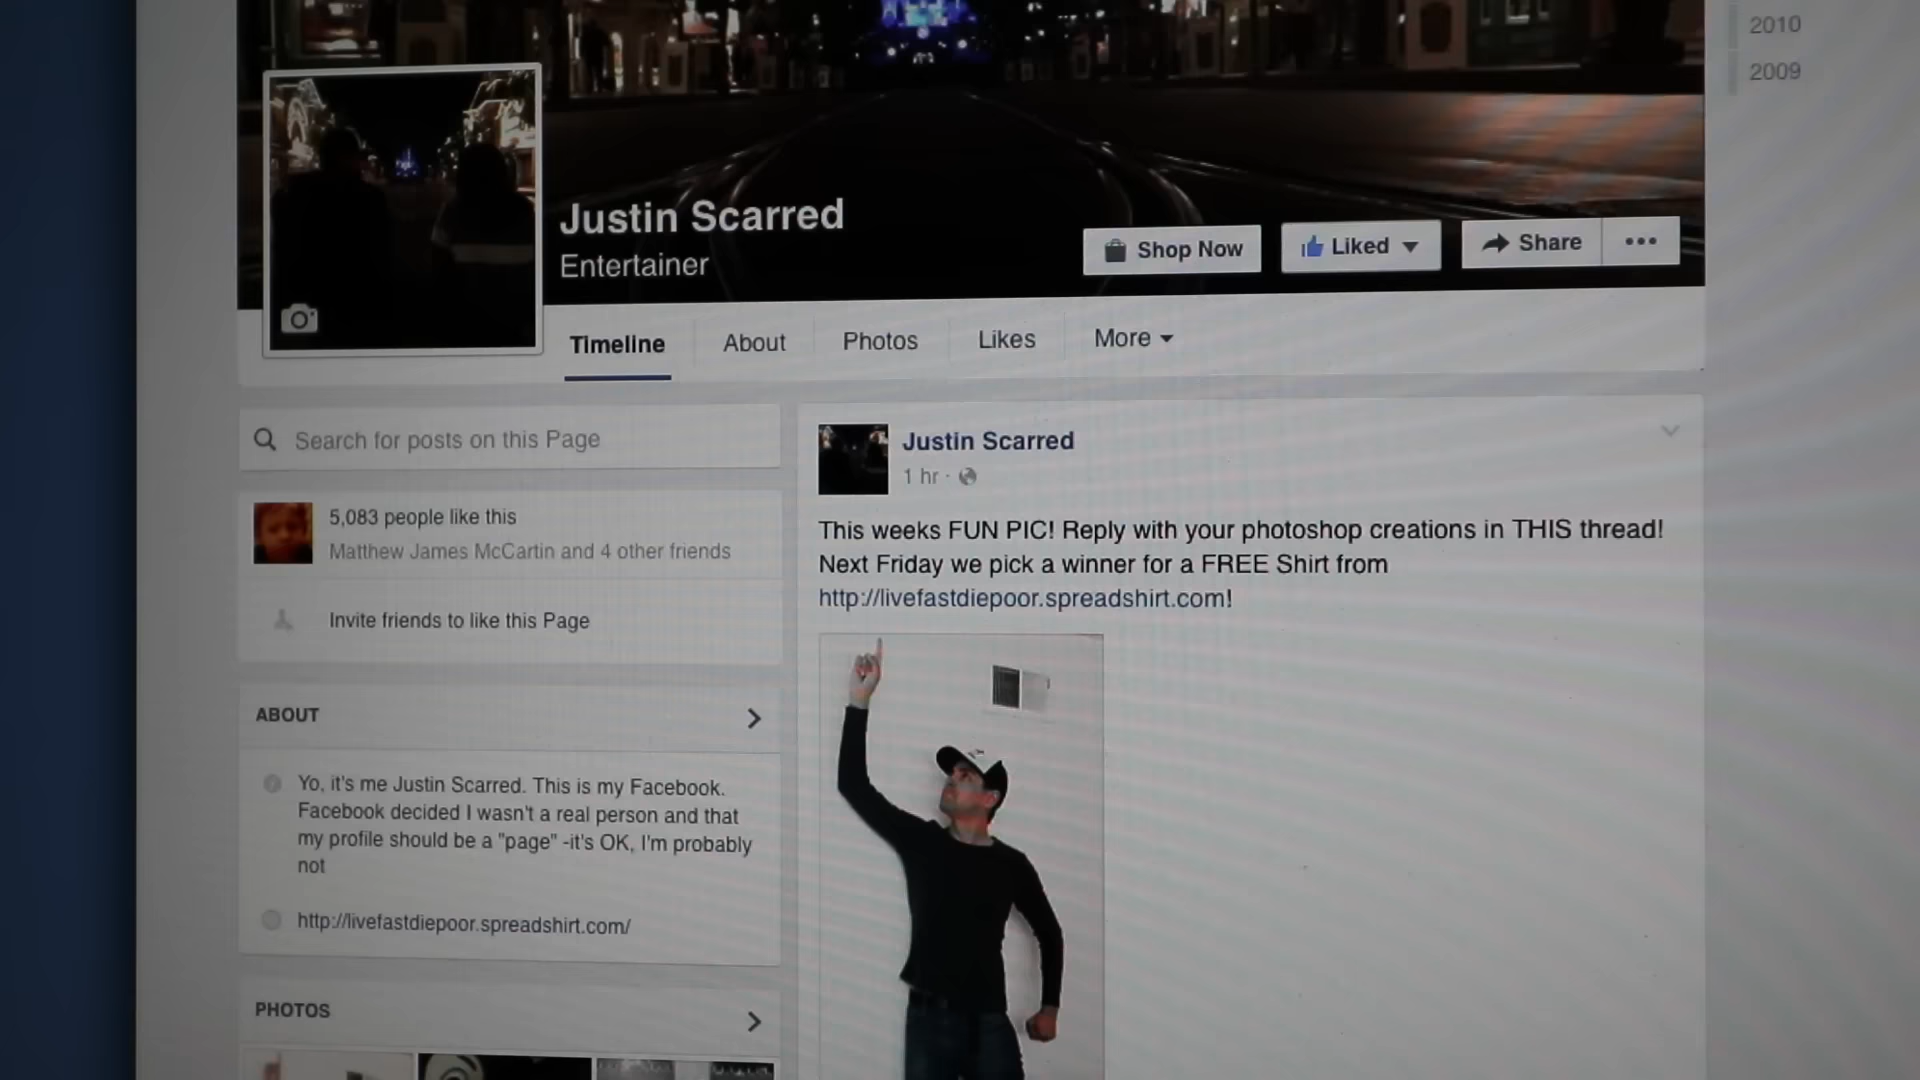 2010
2009
Justin Scarred
Entertainer
Shop Now
Liked
Share
Timeline
About
Photos
Likes
More
Search for posts on this Page
5,083 people like this
Matthew James McCartin and 4 other friends
Invite friends to like this Page
ABOUT
Yo, it's me Justin Scarred. This is my Facebook.
Facebook decided I wasn't a real person and that
my profile should be a "page" -it's OK, I'm probably
not
http://livefastdiepoor.spreadshirt.com/
PHOTOS
Justin Scarred
1 hr ·
This weeks FUN PIC! Reply with your photoshop creations in THIS thread!
Next Friday we pick a winner for a FREE Shirt from
http://livefastdiepoor.spreadshirt.com!